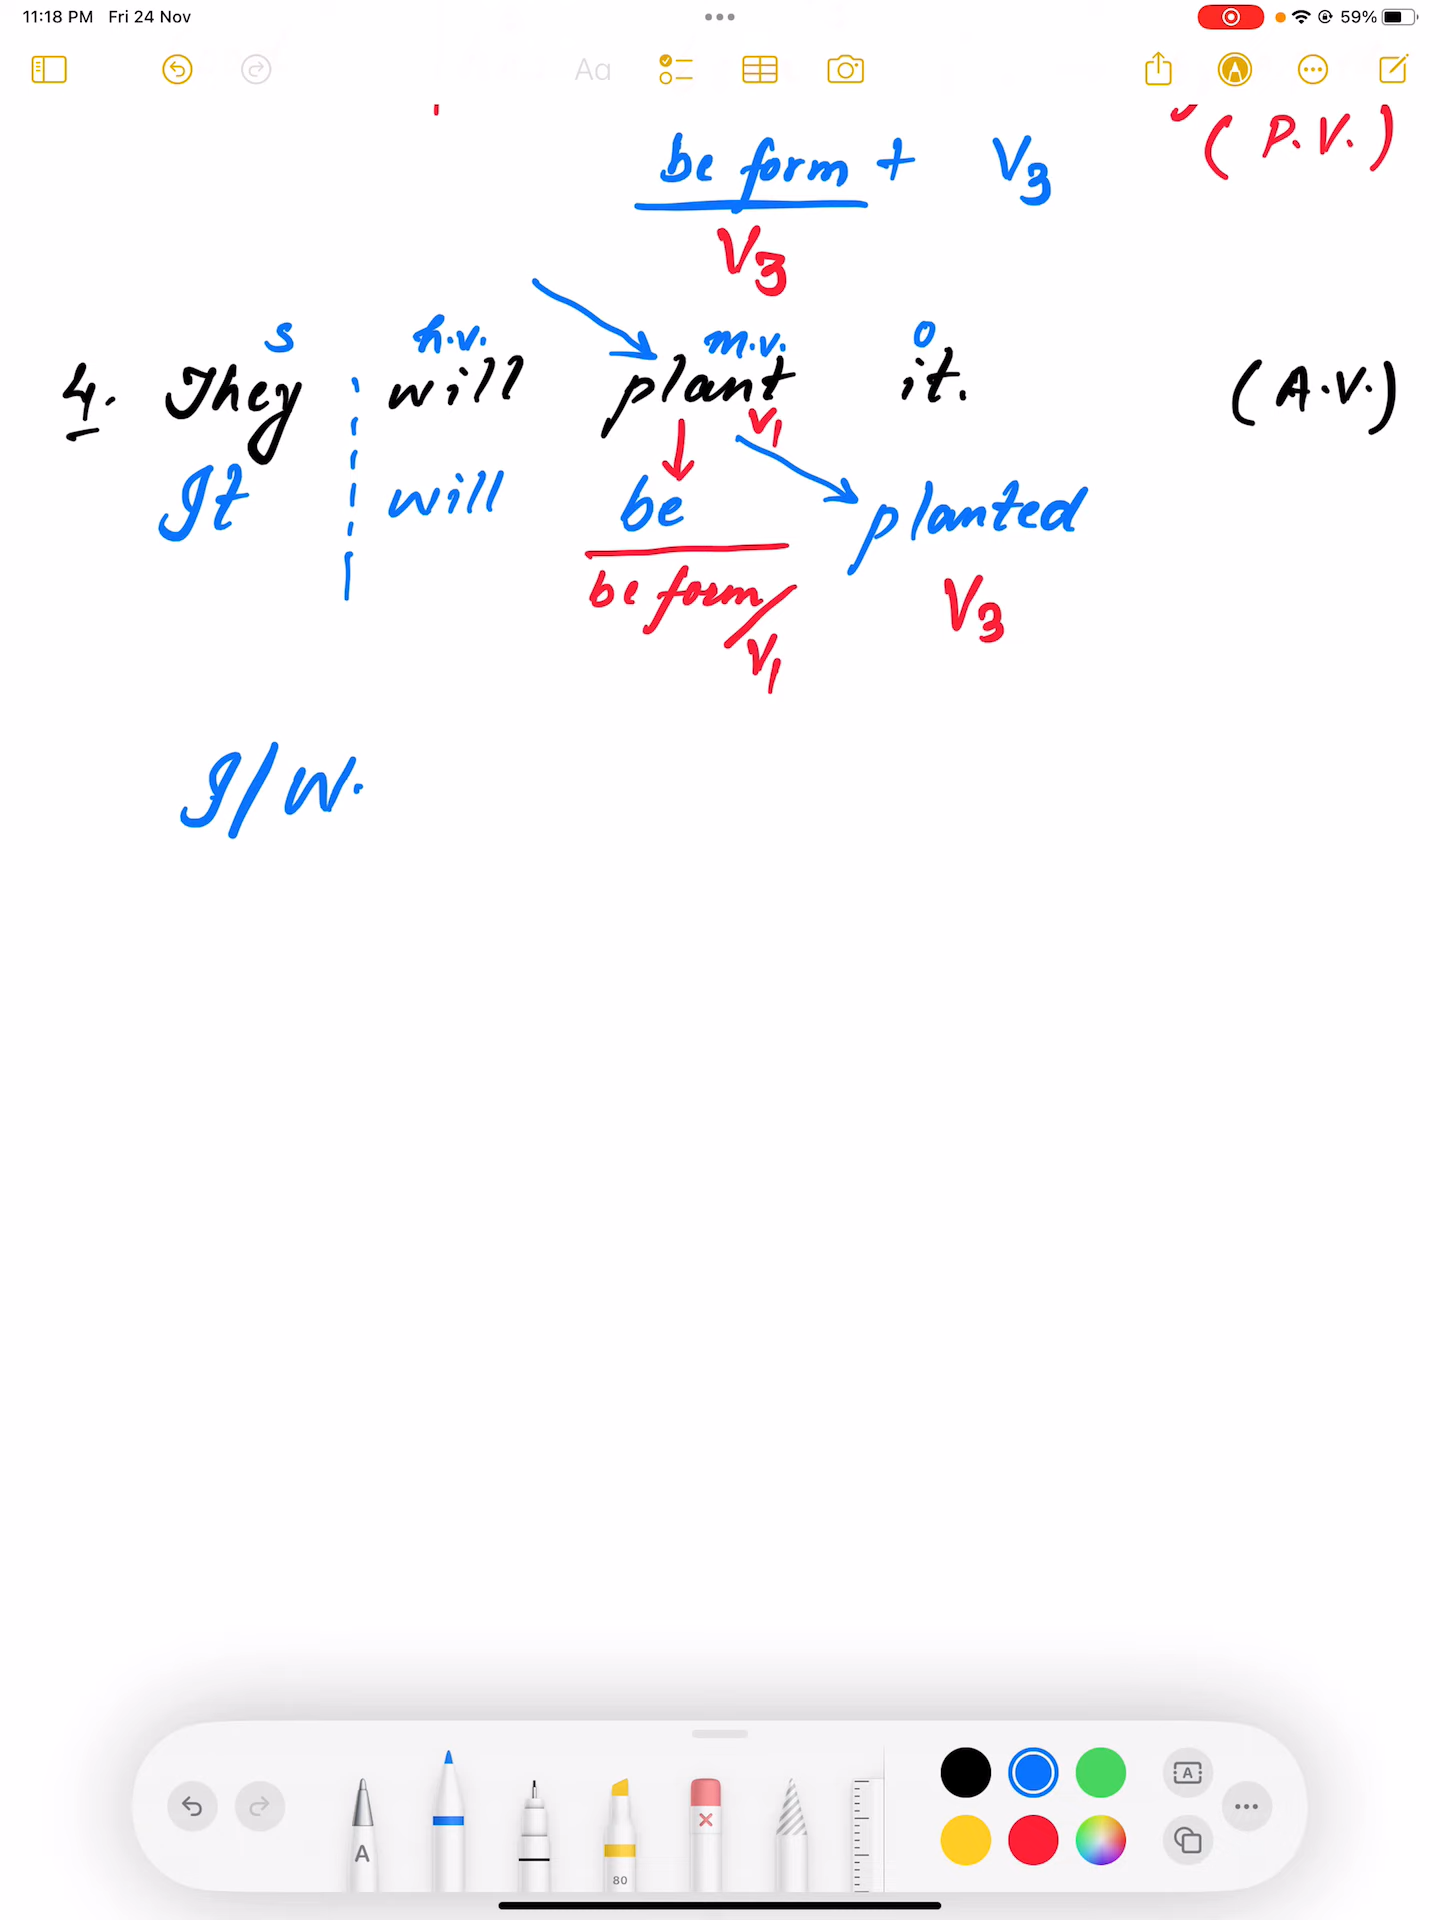 11:18 PM Fri 24 Nov 59%
Aa
(P.V.)
be form + V3
V3
s h.v. m.v. o
4. They will plant it. (A.V.)
V1
It will be planted
be form/V1 V3
I/W.
A 80 A